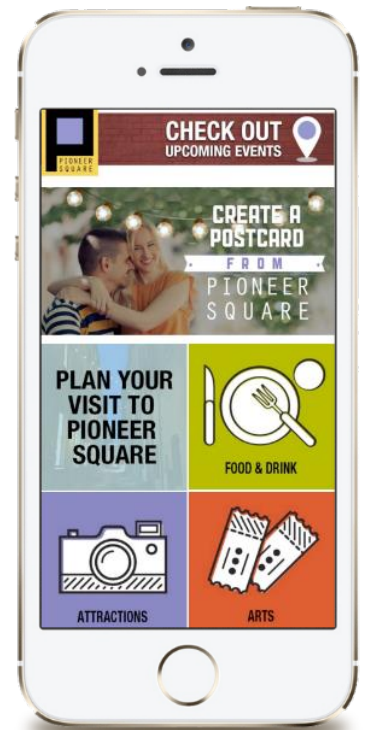 PIONEER
SQUARE
CHECK OUT
UPCOMING EVENTS
CREATE A
POSTCARD
FROM
PIONEER
SQUARE
PLAN YOUR
VISIT TO
PIONEER
SQUARE
FOOD & DRINK
ATTRACTIONS
ARTS